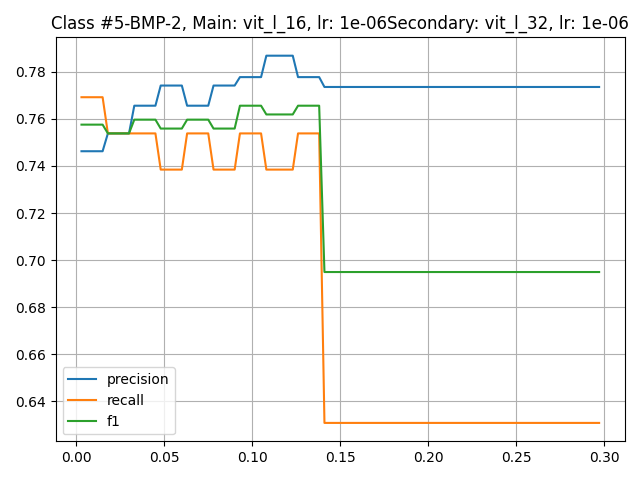 Class #5-BMP-2, Main: vit_l_16, lr: 1e-06Secondary: vit_l_32, lr: 1e-06
0.78
0.76
0.74
0.72
0.70
0.68
0.66
0.64
precision
recall
f1
0.00 0.05 0.10 0.15 0.20 0.25 0.30